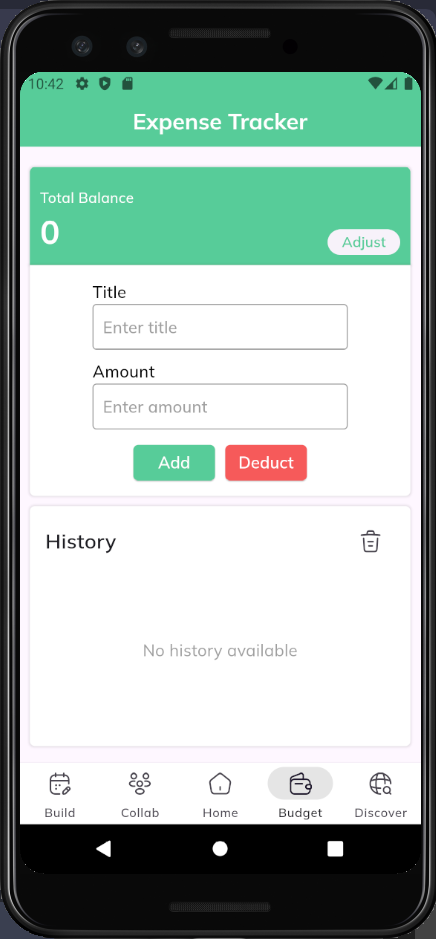 10:42
Expense Tracker
Total Balance
0
Adjust
Title
Enter title
Amount
Enter amount
Add Deduct
History
No history available
Build Collab Home Budget Discover